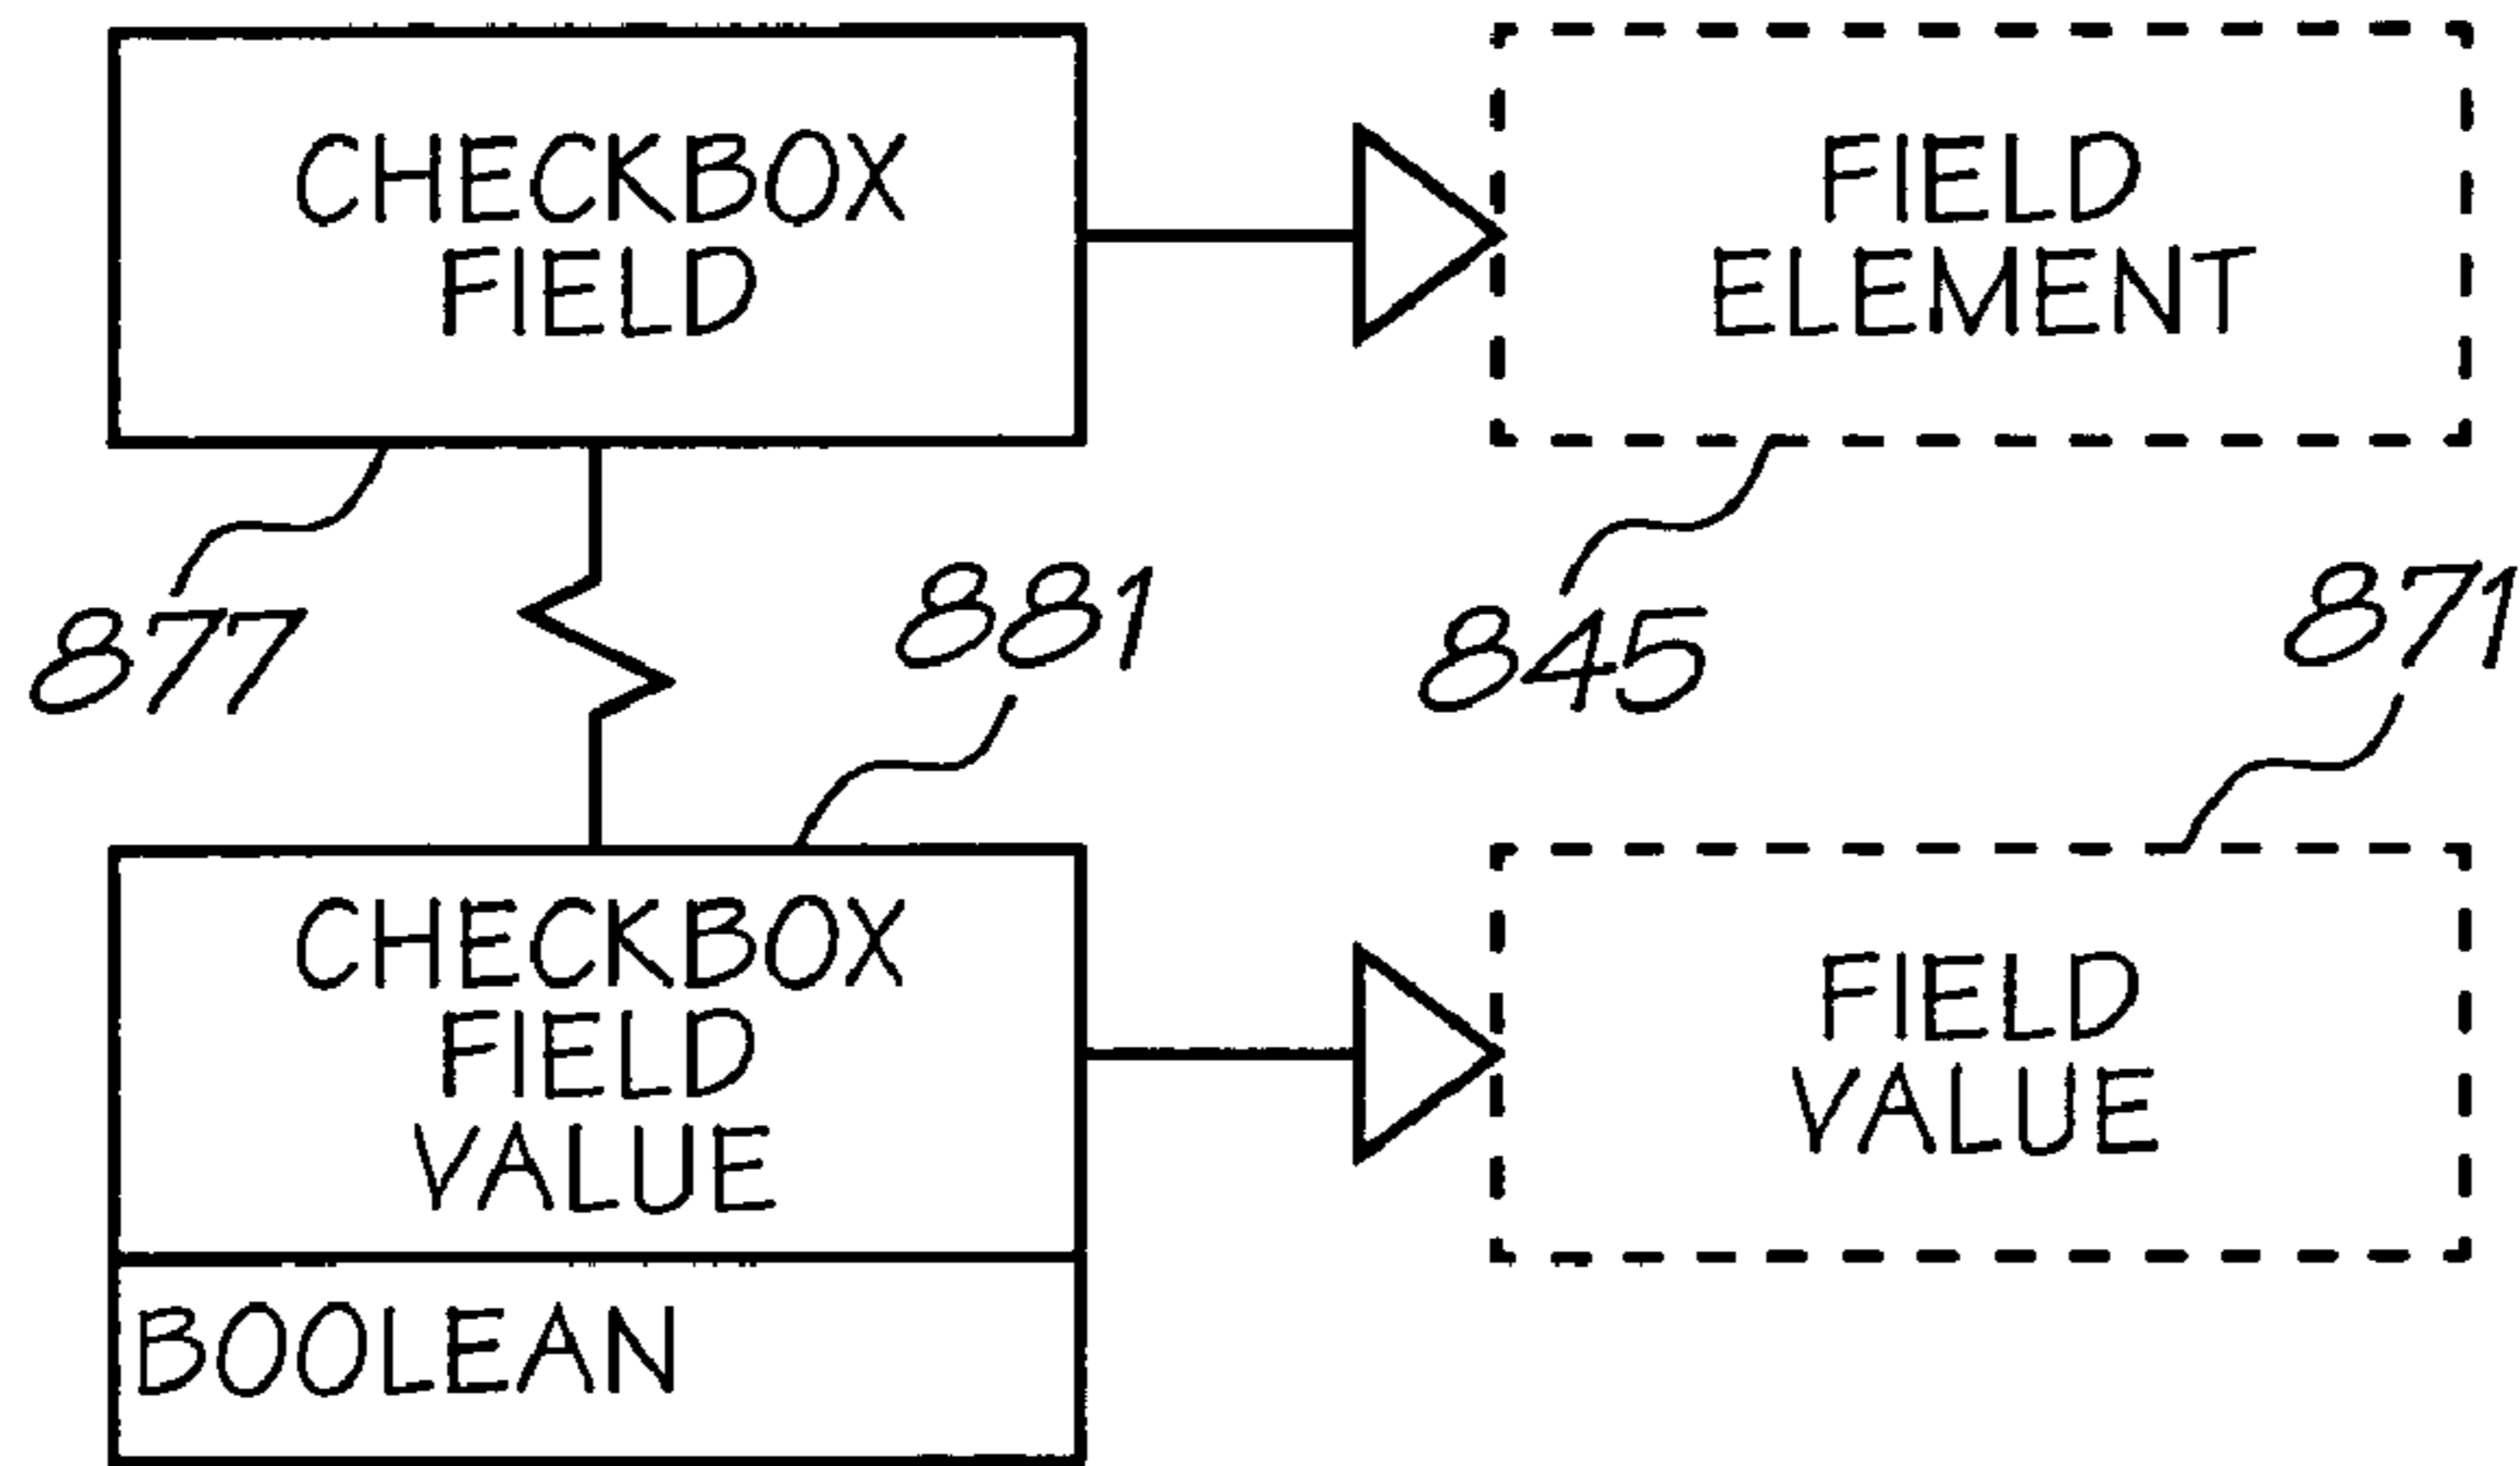 CHECKBOX
FIELD
FIELD
ELEMENT
877
881
845
871
CHECKBOX
FIELD
VALUE
FIELD
VALUE
BOOLEAN